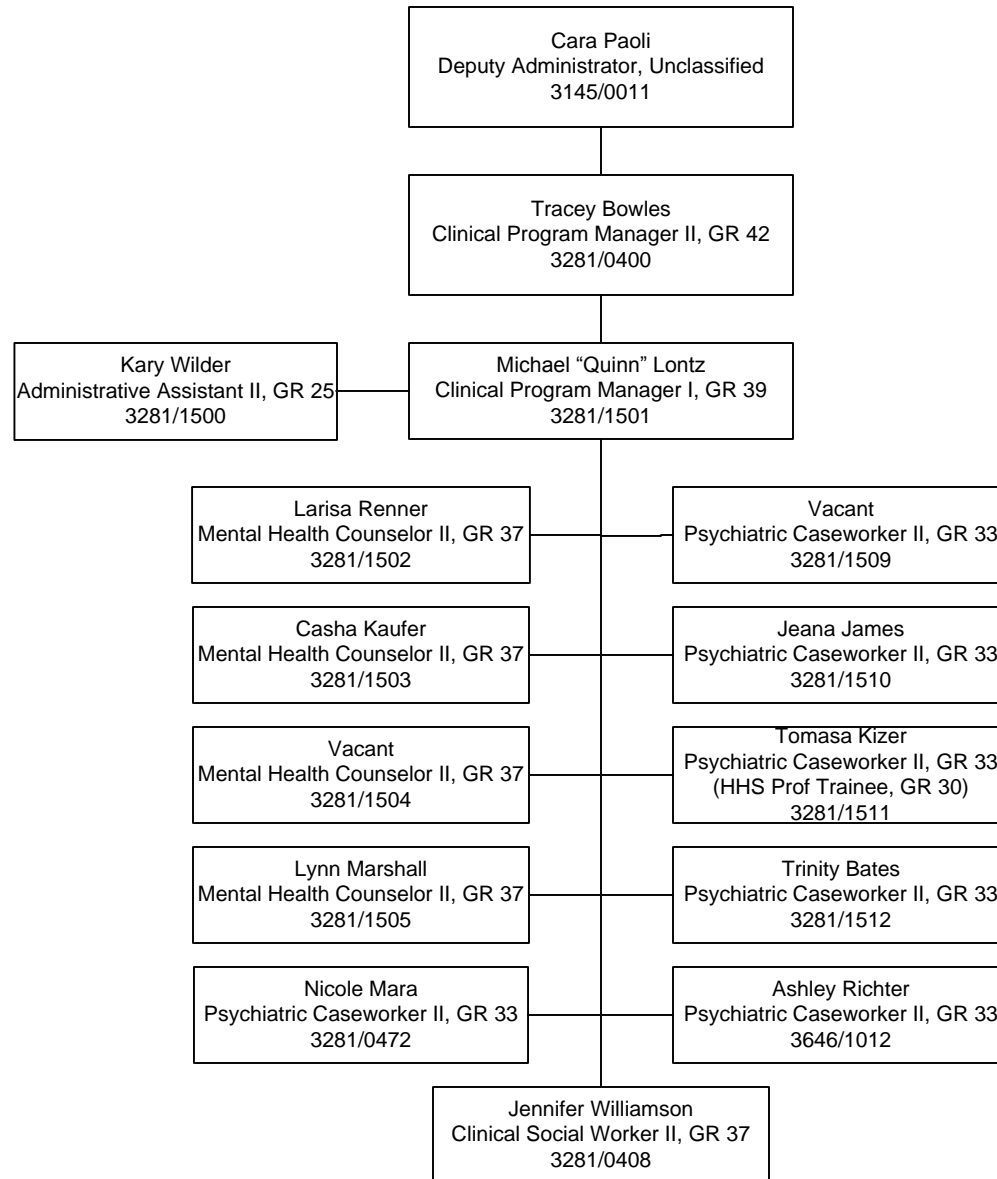 Cara Paoli
Deputy Administrator, Unclassified
3145/0011
Tracey Bowles
Clinical Program Manager II, GR 42
3281/0400
Kary Wilder
Administrative Assistant II, GR 25
3281/1500
Michael “Quinn” Lontz
Clinical Program Manager I, GR 39
3281/1501
Larisa Renner
Mental Health Counselor II, GR 37
3281/1502
Vacant
Psychiatric Caseworker II, GR 33
3281/1509
Casha Kaufer
Mental Health Counselor II, GR 37
3281/1503
Jeana James
Psychiatric Caseworker II, GR 33
3281/1510
Vacant
Mental Health Counselor II, GR 37
3281/1504
Tomasa Kizer
Psychiatric Caseworker II, GR 33
(HHS Prof Trainee, GR 30)
3281/1511
Lynn Marshall
Mental Health Counselor II, GR 37
3281/1505
Trinity Bates
Psychiatric Caseworker II, GR 33
3281/1512
Nicole Mara
Psychiatric Caseworker II, GR 33
3281/0472
Ashley Richter
Psychiatric Caseworker II, GR 33
3646/1012
Jennifer Williamson
Clinical Social Worker II, GR 37
3281/0408